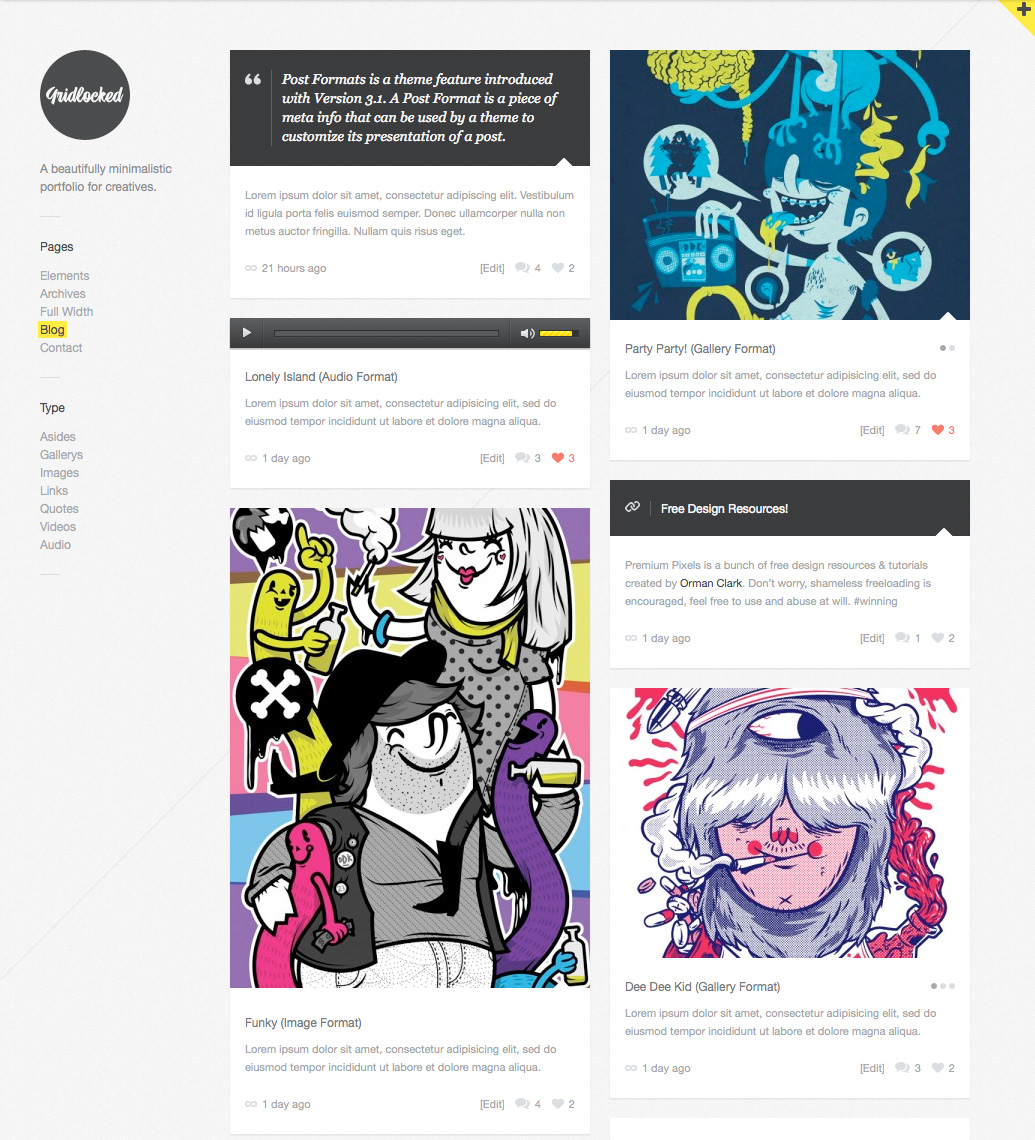 Gridlocked
A beautifully minimalistic
portfolio for creatives.
Pages
Elements
Archives
Full Width
Blog
Contact
Type
Asides
Gallerys
Images
Links
Quotes
Videos
Audio
Post Formats is a theme feature introduced
with Version 3.1. A Post Format is a piece of
meta info that can be used by a theme to
customize its presentation of a post.
Lorem ipsum dolor sit amet, consectetur adipiscing elit. Vestibulum
id ligula porta felis euismod semper. Donec ullamcorper nulla non
metus auctor fringilla. Nullam quis risus eget.
21 hours ago [Edit] 4 2
Lonely Island (Audio Format)
Lorem ipsum dolor sit amet, consectetur adipisicing elit, sed do
eiusmod tempor incididunt ut labore et dolore magna aliqua.
1 day ago [Edit] 3 3
DDK
Funky (Image Format)
Lorem ipsum dolor sit amet, consectetur adipisicing elit, sed do
eiusmod tempor incididunt ut labore et dolore magna aliqua.
1 day ago [Edit] 4 2
DDK
Party Party! (Gallery Format)
Lorem ipsum dolor sit amet, consectetur adipisicing elit, sed do
eiusmod tempor incididunt ut labore et dolore magna aliqua.
1 day ago [Edit] 7 3
Free Design Resources!
Premium Pixels is a bunch of free design resources & tutorials
created by Orman Clark. Don't worry, shameless freeloading is
encouraged, feel free to use and abuse at will. #winning
1 day ago [Edit] 1 2
Dee Dee Kid (Gallery Format)
Lorem ipsum dolor sit amet, consectetur adipisicing elit, sed do
eiusmod tempor incididunt ut labore et dolore magna aliqua.
1 day ago [Edit] 3 2